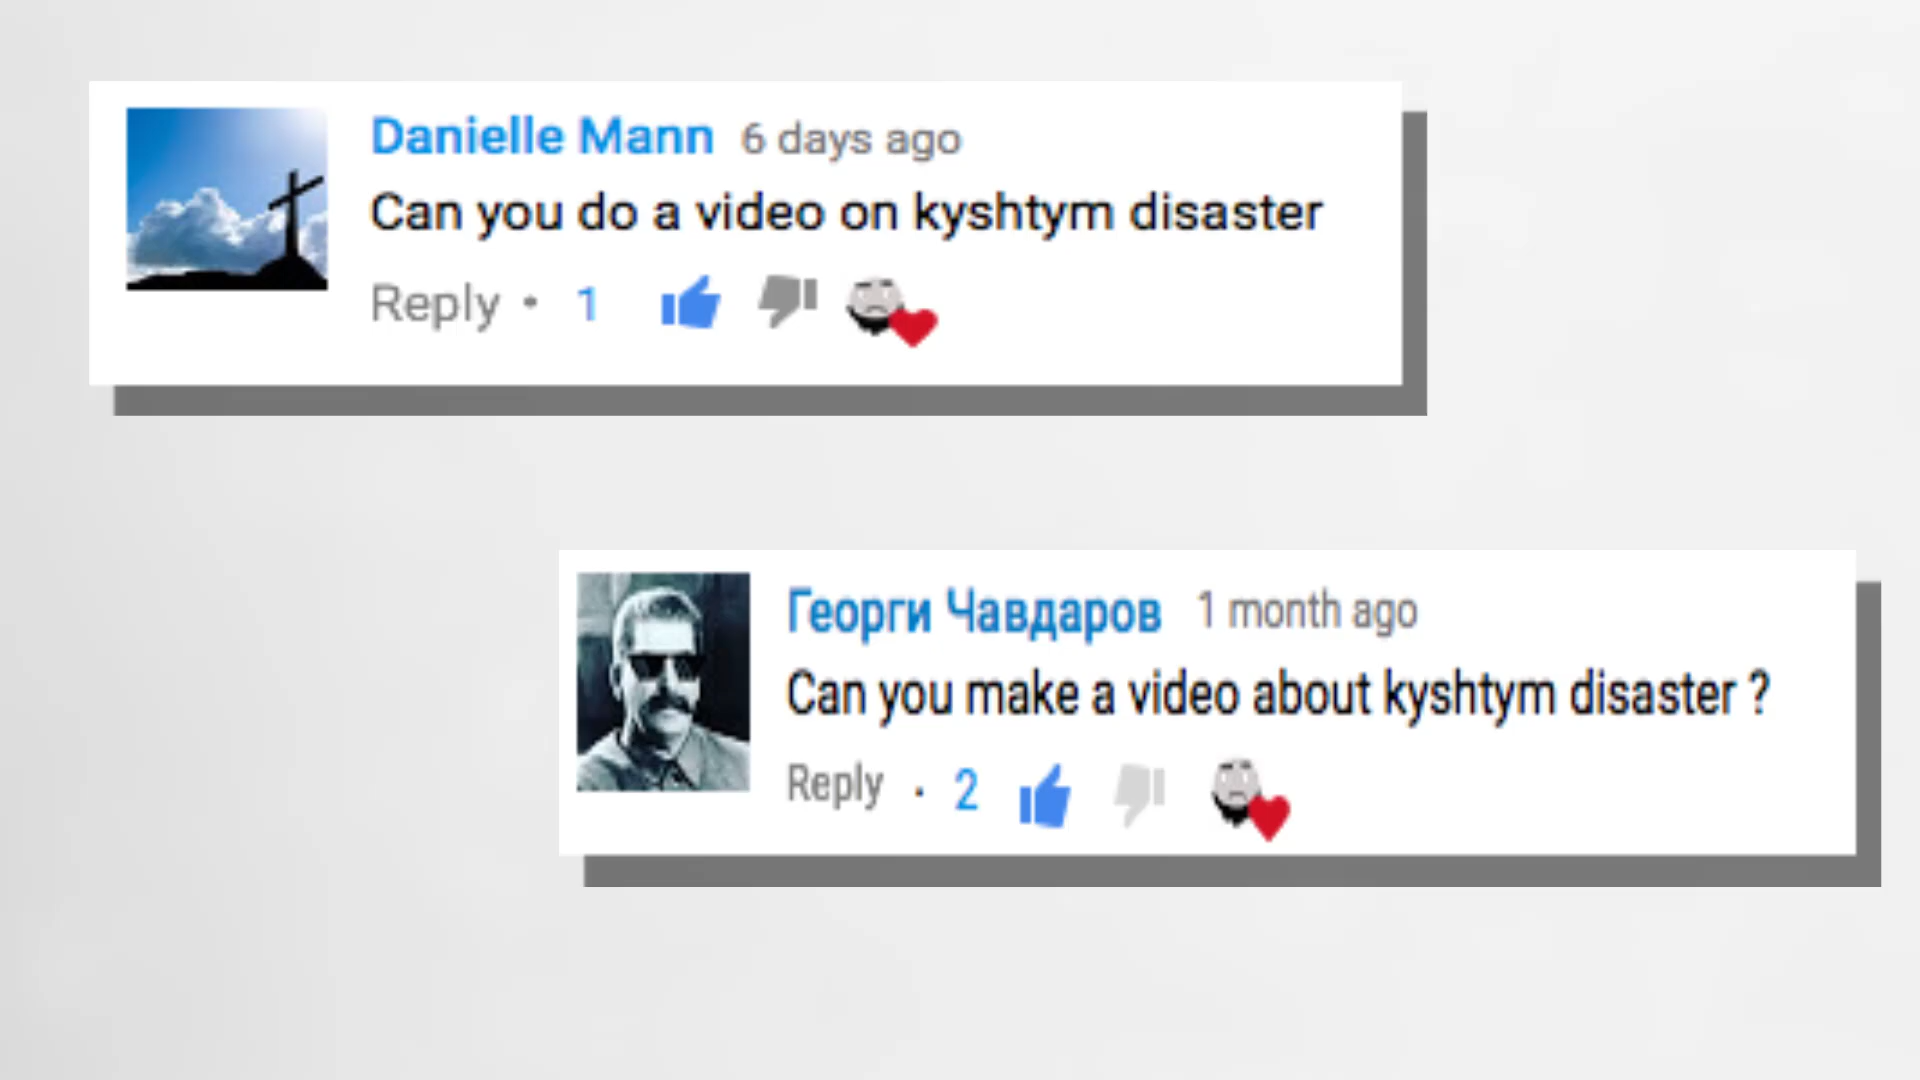 Danielle Mann 6 days ago
Can you do a video on kyshtym disaster
Reply • 1
Георги Чавдаров 1 month ago
Can you make a video about kyshtym disaster ?
Reply . 2